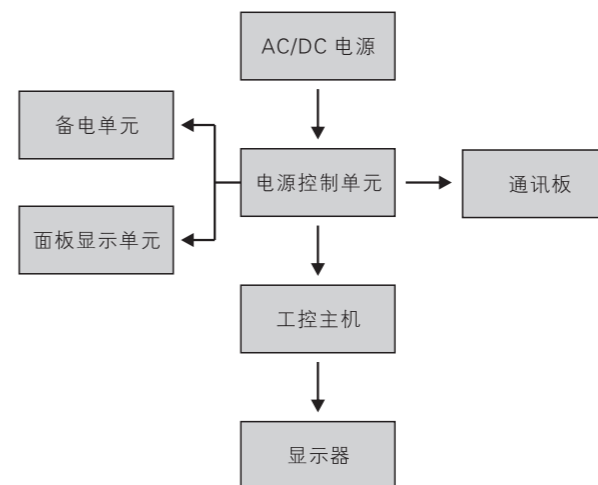 AC/DC 电源
备电单元
电源控制单元
通讯板
面板显示单元
工控主机
显示器